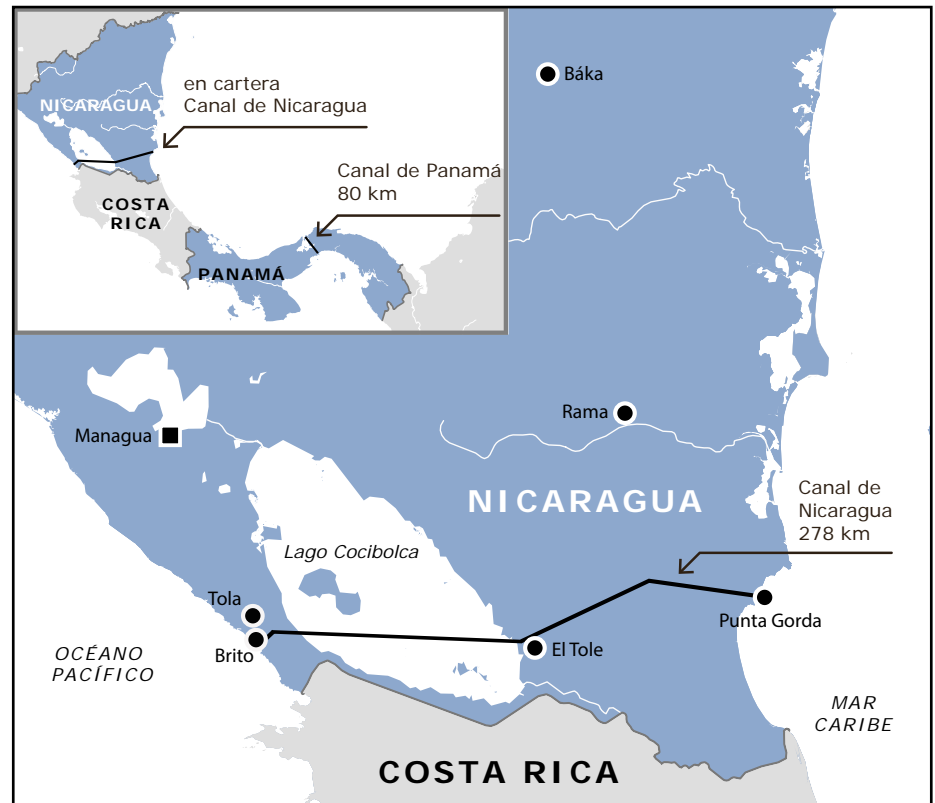 en cartera
Canal de Nicaragua
NICARAGUA
Canal de Panamá
80 km
COSTA
RICA
PANAMÁ
Báka
Rama
Managua
NICARAGUA
Canal de
Nicaragua
278 km
Lago Cocibolca
Tola
Brito
El Tole
Punta Gorda
OCÉANO
PACÍFICO
MAR
CARIBE
COSTA RICA